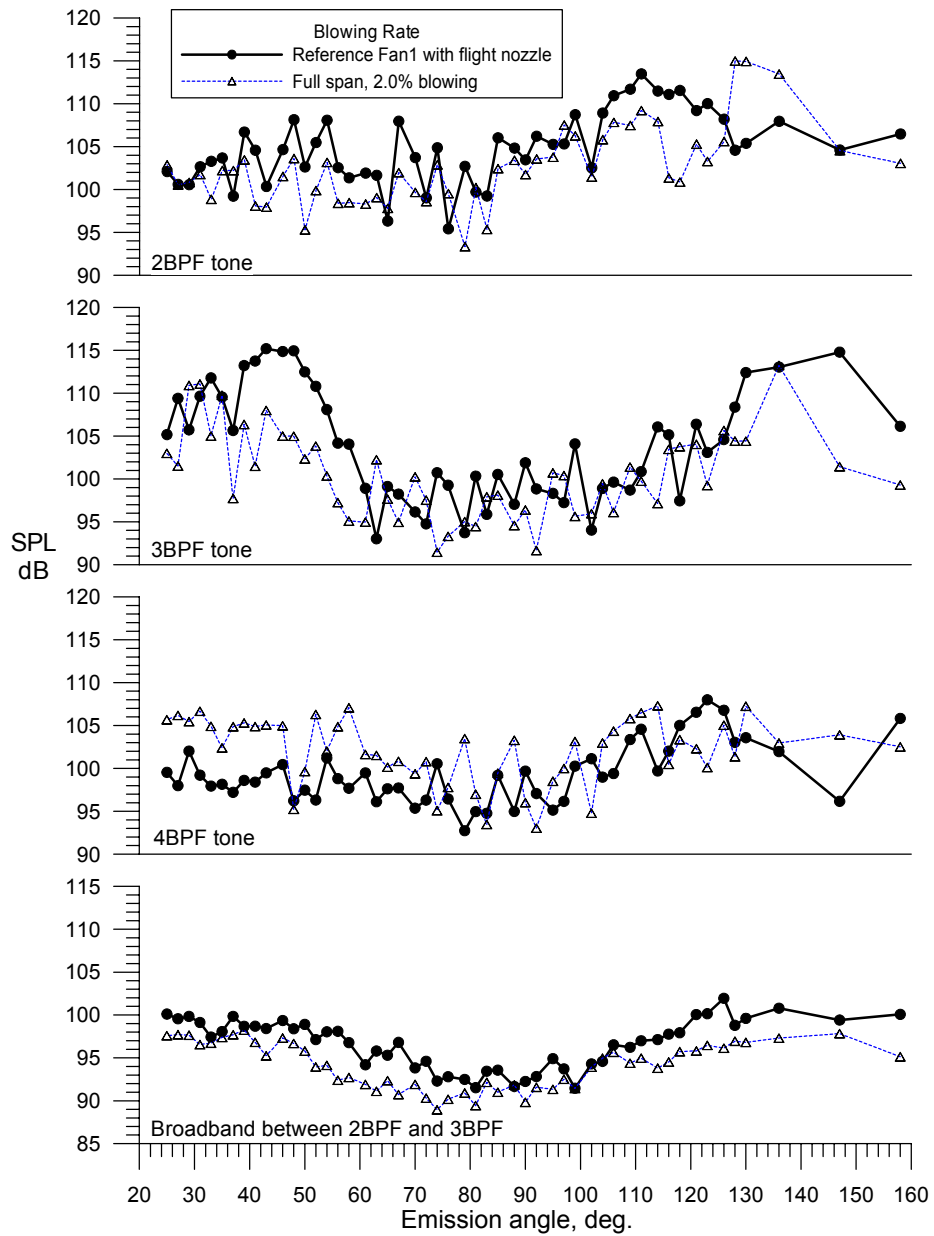 120
Blowing Rate
Reference Fan1 with flight nozzle
Full span, 2.0% blowing
115
110
105
100
95
90
2BPF tone
120
115
110
105
100
95
90
3BPF tone
SPL
dB
120
115
110
105
100
95
90
4BPF tone
115
110
105
100
95
90
85
Broadband between 2BPF and 3BPF
20 30 40 50 60 70 80 90 100 110 120 130 140 150 160
Emission angle, deg.